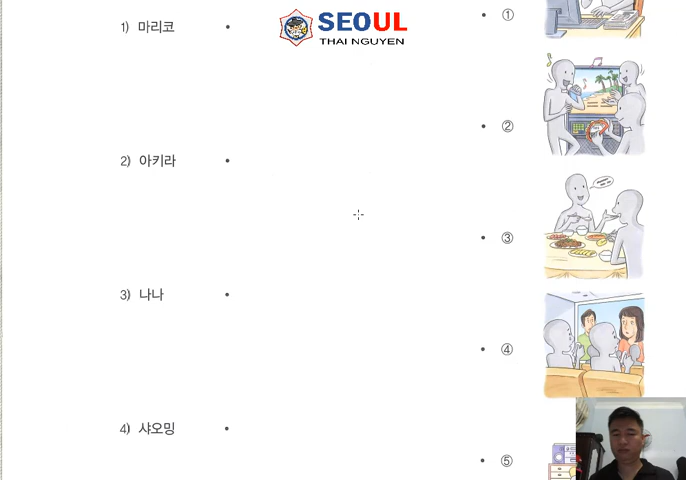 1) 마리코
SEOUL
THAI NGUYEN
①
②
2) 아키라
③
3) 나나
④
4) 샤오밍
⑤